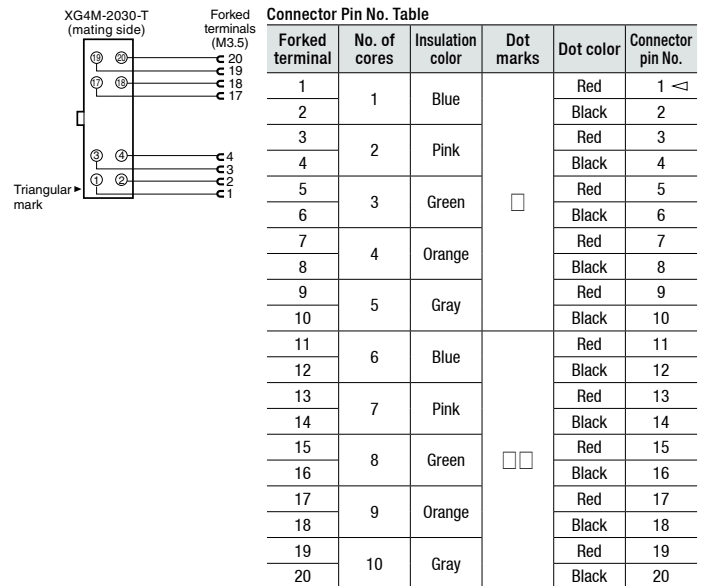 XG4M-2030-T
(mating side)
Forked
terminals
(M3.5)
19 20
20
19
17 18
18
17
3 4
4
3
1 2
2
1
Triangular
mark
Connector Pin No. Table
Forked terminal No. of cores Insulation color Dot marks Dot color Connector pin No.
1 1 Blue □ Red 1
2 Black 2
3 2 Pink Red 3
4 Black 4
5 3 Green Red 5
6 Black 6
7 4 Orange Red 7
8 Black 8
9 5 Gray Red 9
10 Black 10
11 6 Blue □□ Red 11
12 Black 12
13 7 Pink Red 13
14 Black 14
15 8 Green Red 15
16 Black 16
17 9 Orange Red 17
18 Black 18
19 10 Gray Red 19
20 Black 20